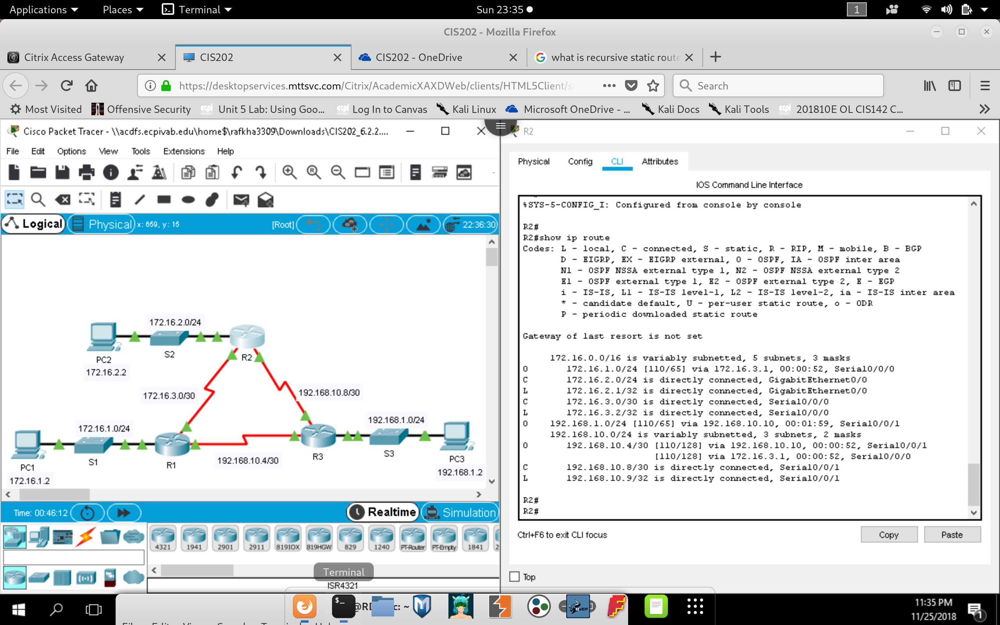 Applications Places Terminal Sun 23:35 1
CIS202 - Mozilla Firefox
Citrix Access Gateway CIS202 CIS202 - OneDrive what is recursive static route
https://desktopservices.mttsvc.com/Citrix/AcademicXAXDWeb/clients/HTML5Client/s Search
Most Visited Offensive Security Unit 5 Lab: Using Goo... Log In to Canvas Kali Linux Microsoft OneDrive - ... Kali Docs Kali Tools 201810E OL CIS142 C...
Cisco Packet Tracer - \\acdfs.ecpivab.edu\home$\rafkha3309\Downloads\CIS202_6.2.2....
File Edit Options View Tools Extensions Help
Logical Physical x: 659, y: 15 [Root] 22:36:30
172.16.2.0/24
PC2
S2
R2
172.16.2.2
172.16.3.0/30
192.168.10.8/30
172.16.1.0/24
192.168.1.0/24
PC1
S1
R1
192.168.10.4/30
R3
S3
PC3
172.16.1.2
192.168.1.2
Time: 00:46:12 Realtime Simulation
4321 1941 2901 2911 819IOX 819HGW 829 1240 PT-Router PT-Empty 1841 2
Terminal
ISR4321
R2
Physical Config CLI Attributes
IOS Command Line Interface
%SYS-5-CONFIG_I: Configured from console by console
R2#
R2#show ip route
Codes: L - local, C - connected, S - static, R - RIP, M - mobile, B - BGP
D - EIGRP, EX - EIGRP external, O - OSPF, IA - OSPF inter area
N1 - OSPF NSSA external type 1, N2 - OSPF NSSA external type 2
E1 - OSPF external type 1, E2 - OSPF external type 2, E - EGP
i - IS-IS, L1 - IS-IS level-1, L2 - IS-IS level-2, ia - IS-IS inter area
* - candidate default, U - per-user static route, o - ODR
P - periodic downloaded static route
Gateway of last resort is not set
172.16.0.0/16 is variably subnetted, 5 subnets, 3 masks
O 172.16.1.0/24 [110/65] via 172.16.3.1, 00:00:52, Serial0/0/0
C 172.16.2.0/24 is directly connected, GigabitEthernet0/0
L 172.16.2.1/32 is directly connected, GigabitEthernet0/0
C 172.16.3.0/30 is directly connected, Serial0/0/0
L 172.16.3.2/32 is directly connected, Serial0/0/0
O 192.168.1.0/24 [110/65] via 192.168.10.10, 00:01:59, Serial0/0/1
192.168.10.0/24 is variably subnetted, 3 subnets, 2 masks
O 192.168.10.4/30 [110/128] via 192.168.10.10, 00:00:52, Serial0/0/1
[110/128] via 172.16.3.1, 00:00:52, Serial0/0/0
C 192.168.10.8/30 is directly connected, Serial0/0/1
L 192.168.10.9/32 is directly connected, Serial0/0/1
R2#
R2#
Ctrl+F6 to exit CLI focus Copy Paste
Top
11:35 PM
11/25/2018